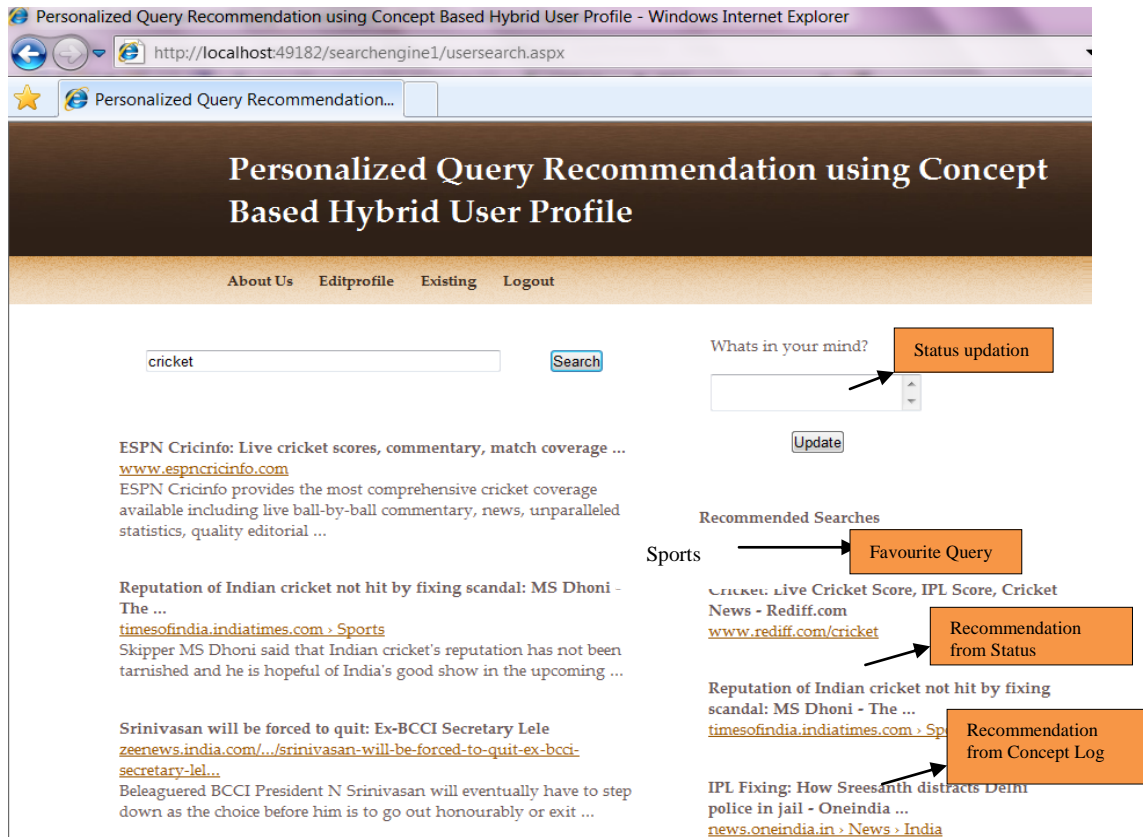 Personalized Query Recommendation using Concept Based Hybrid User Profile - Windows Internet Explorer
http://localhost:49182/searchengine1/usersearch.aspx
Personalized Query Recommendation...
Personalized Query Recommendation using Concept
Based Hybrid User Profile
About Us Editprofile Existing Logout
cricket
Search
ESPN Cricinfo: Live cricket scores, commentary, match coverage ...
www.espncricinfo.com
ESPN Cricinfo provides the most comprehensive cricket coverage
available including live ball-by-ball commentary, news, unparalleled
statistics, quality editorial ...
Reputation of Indian cricket not hit by fixing scandal: MS Dhoni -
The ...
timesofindia.indiatimes.com › Sports
Skipper MS Dhoni said that Indian cricket's reputation has not been
tarnished and he is hopeful of India's good show in the upcoming ...
Srinivasan will be forced to quit: Ex-BCCI Secretary Lele
zeenews.india.com/.../srinivasan-will-be-forced-to-quit-ex-bcci-
secretary-lel...
Beleaguered BCCI President N Srinivasan will eventually have to step
down as the choice before him is to go out honourably or exit ...
Whats in your mind?
Status updation
Update
Recommended Searches
Sports
Favourite Query
Cricket: Live Cricket Score, IPL Score, Cricket
News - Rediff.com
www.rediff.com/cricket
Recommendation
from Status
Reputation of Indian cricket not hit by fixing
scandal: MS Dhoni - The ...
timesofindia.indiatimes.com › Sp
Recommendation
from Concept Log
IPL Fixing: How Sreesanth distracts Delhi
police in jail - Oneindia ...
news.oneindia.in › News › India